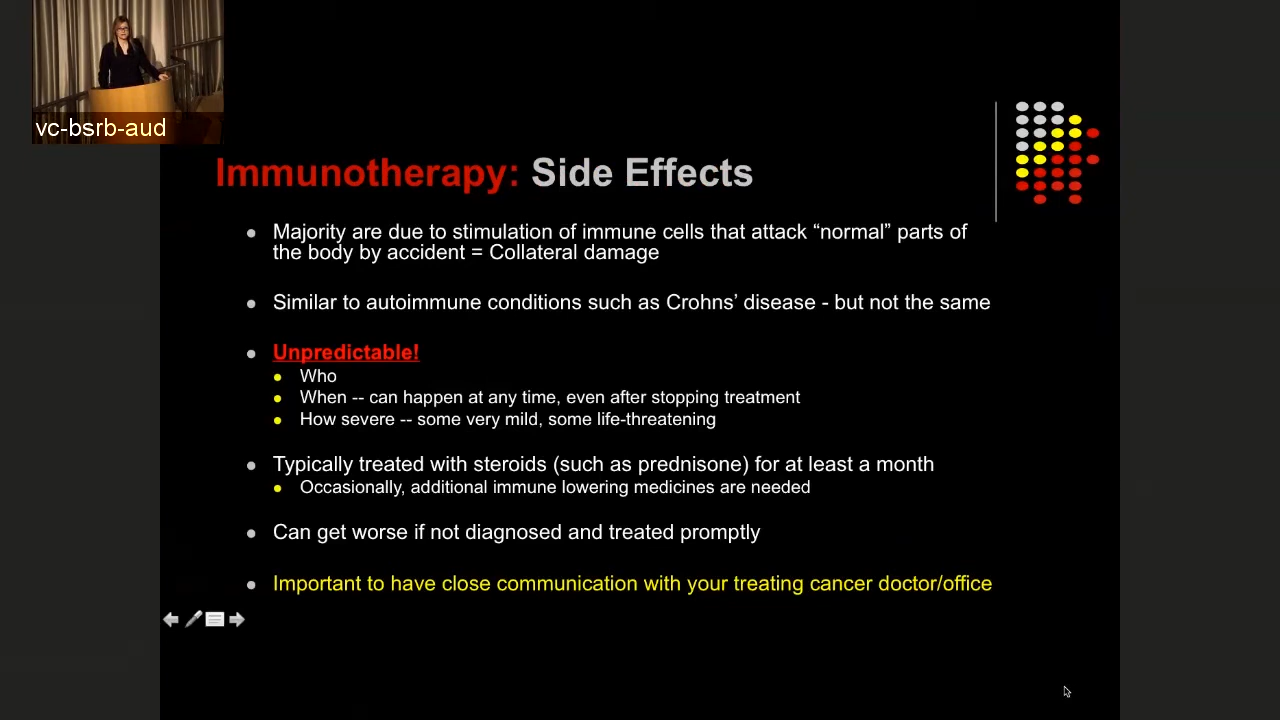 vc-bsrb-aud
Immunotherapy: Side Effects
Majority are due to stimulation of immune cells that attack “normal” parts of
the body by accident = Collateral damage
Similar to autoimmune conditions such as Crohns’ disease - but not the same
Unpredictable!
Who
When -- can happen at any time, even after stopping treatment
How severe -- some very mild, some life-threatening
Typically treated with steroids (such as prednisone) for at least a month
Occasionally, additional immune lowering medicines are needed
Can get worse if not diagnosed and treated promptly
Important to have close communication with your treating cancer doctor/office